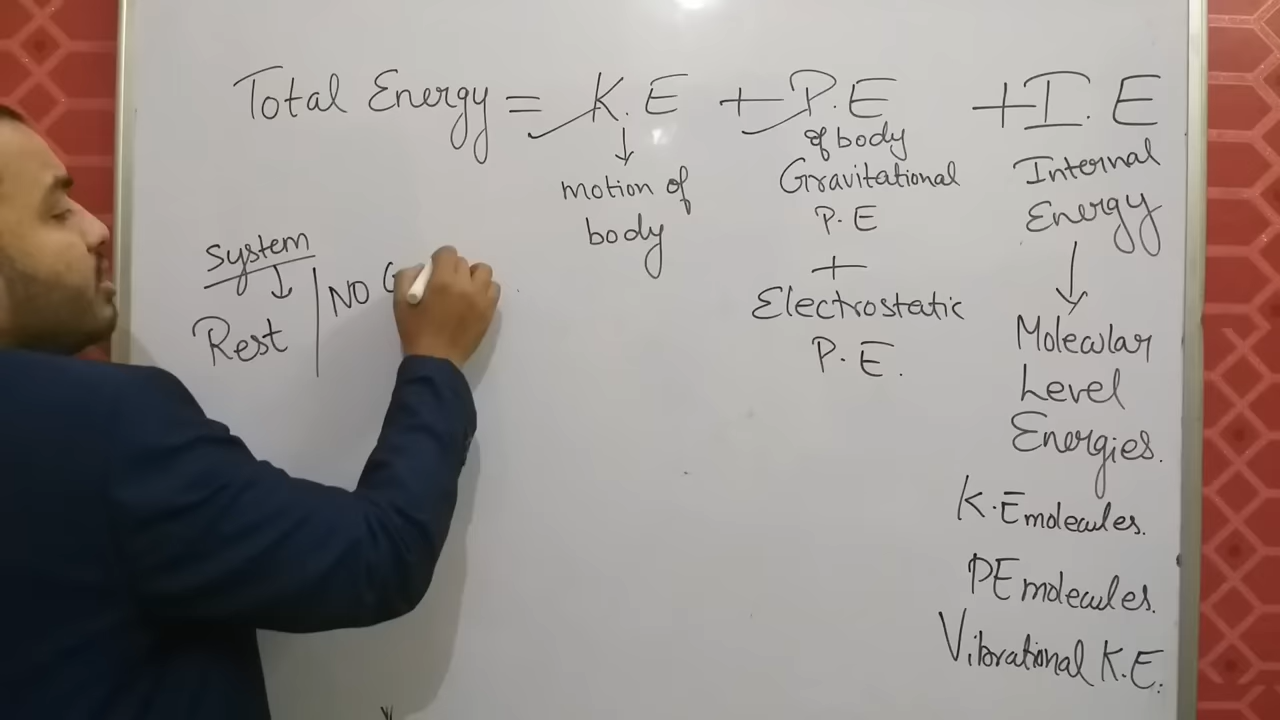 Total Energy = K.E + P.E + I.E
motion of
body
of body
Gravitational
P.E
+
Electrostatic
P.E.
Internal
Energy
Molecular
Level
Energies.
K.E molecules.
PE molecules.
Vibrational K.E.
system
Rest
NO